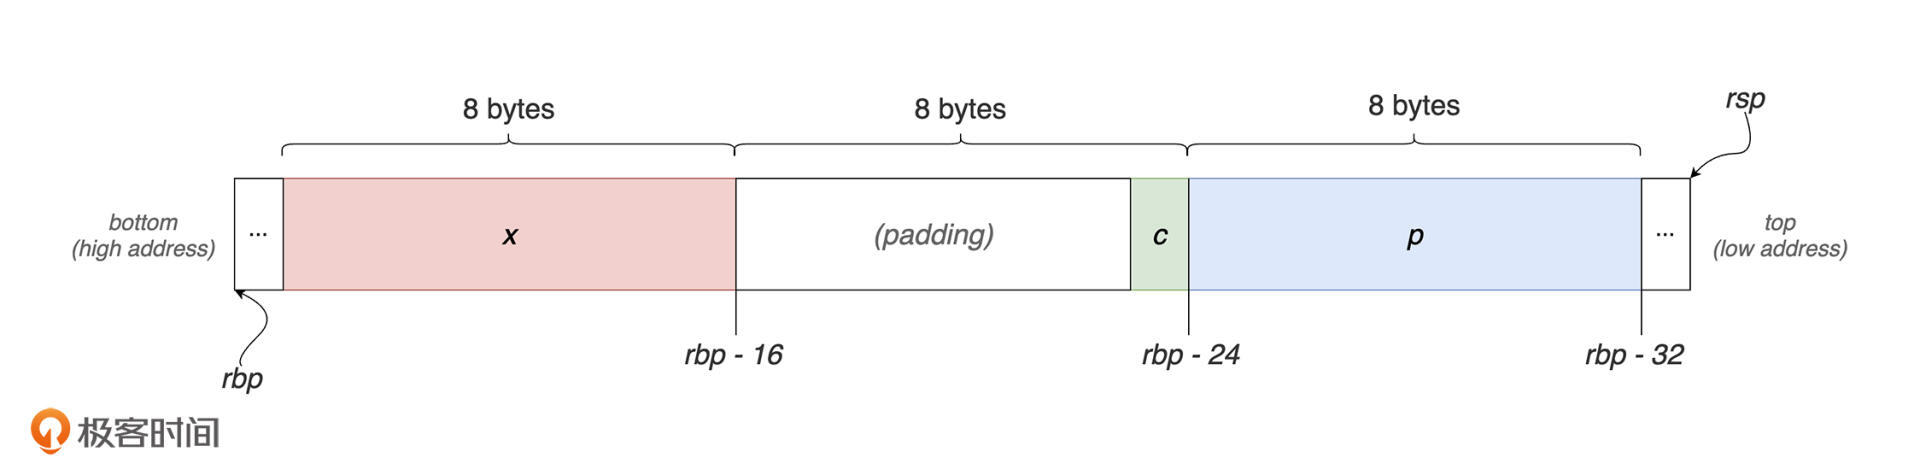 8 bytes
8 bytes
8 bytes
rsp
bottom
(high address)
...
x
(padding)
c
p
...
top
(low address)
rbp - 16
rbp - 24
rbp - 32
rbp
极客时间